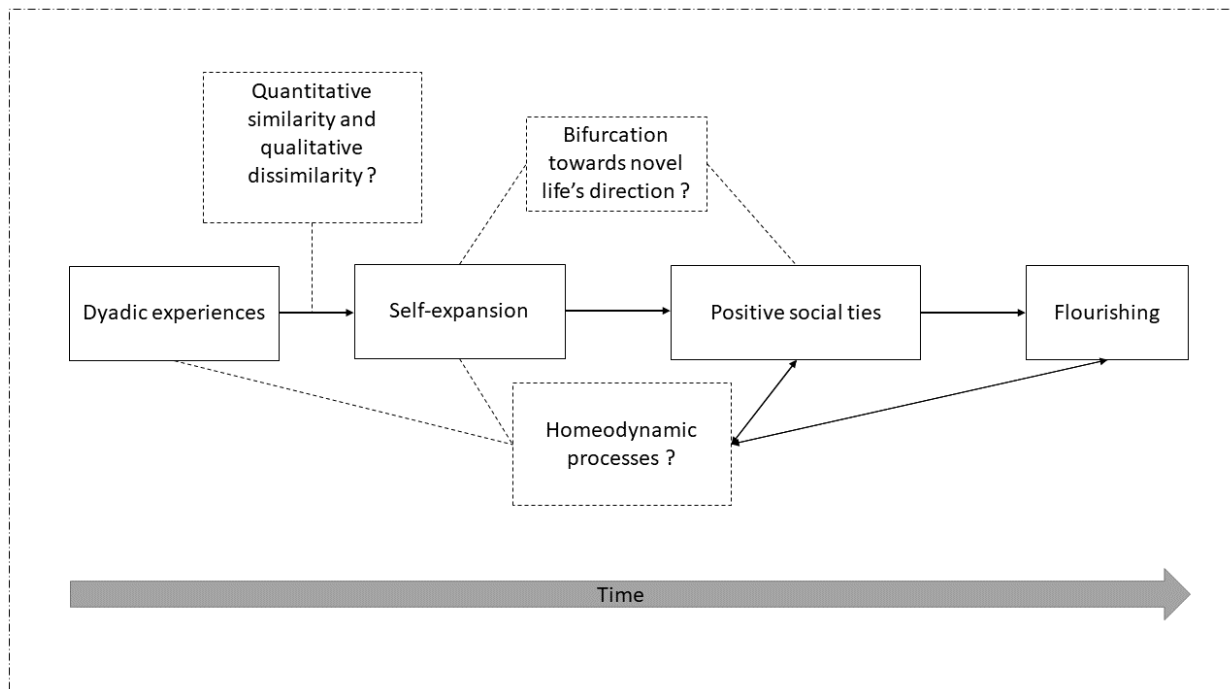 Quantitative
similarity and
qualitative
dissimilarity ?
Bifurcation
towards novel
life's direction ?
Dyadic experiences
Self-expansion
Positive social ties
Flourishing
Homeodynamic
processes ?
Time